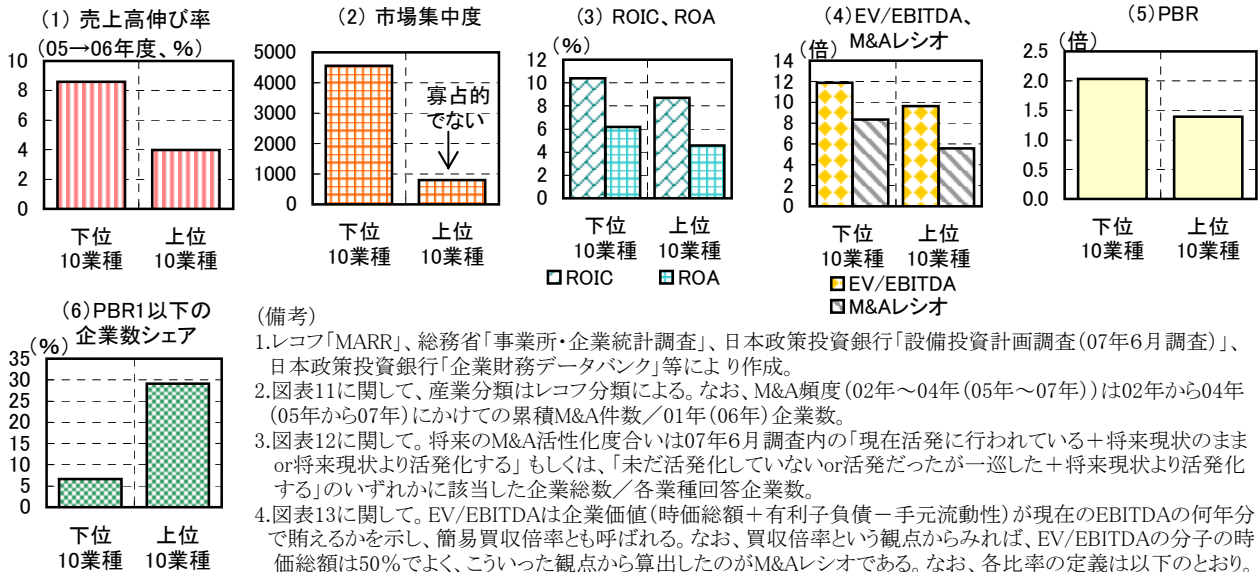 (1) 売上高伸び率
(05→06年度、%)
10
8
6
4
2
0
下位
10業種
上位
10業種
(2) 市場集中度
5000
4000
3000
2000
1000
0
寡占的
でない
下位
10業種
上位
10業種
(3) ROIC、ROA
(%)
12
10
8
6
4
2
0
下位
10業種
上位
10業種
ROIC
ROA
(4)EV/EBITDA、
M&Aレシオ
(倍)
14
12
10
8
6
4
2
0
下位
10業種
上位
10業種
EV/EBITDA
M&Aレシオ
(5)PBR
(倍)
2.5
2.0
1.5
1.0
0.5
0.0
下位
10業種
上位
10業種
(6)PBR1以下の
企業数シェア
(%)
35
30
25
20
15
10
5
0
下位
10業種
上位
10業種
(備考)
1.レコフ「MARR」、総務省「事業所・企業統計調査」、日本政策投資銀行「設備投資計画調査(07年6月調査)」、
日本政策投資銀行「企業財務データバンク」等により作成。
2.図表11に関して、産業分類はレコフ分類による。なお、M&A頻度(02年～04年(05年～07年))は02年から04年
(05年から07年)にかけての累積M&A件数／01年(06年)企業数。
3.図表12に関して。将来のM&A活性化度合いは07年6月調査内の「現在活発に行われている＋将来現状のまま
or将来現状より活発化する」もしくは、「未だ活発化していないor活発だったが一巡した＋将来現状より活発化
する」のいずれかに該当した企業総数／各業種回答企業数。
4.図表13に関して。EV/EBITDAは企業価値(時価総額＋有利子負債－手元流動性)が現在のEBITDAの何年分
で賄えるかを示し、簡易買収倍率とも呼ばれる。なお、買収倍率という観点からみれば、EV/EBITDAの分子の時
価総額は50%でよく、こういった観点から算出したのがM&Aレシオである。なお、各比率の定義は以下のとおり。